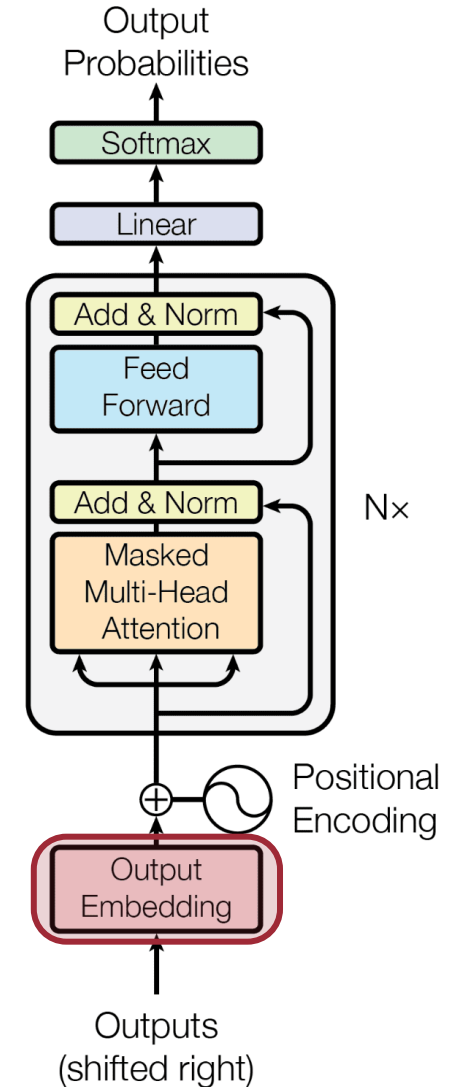 Output
Probabilities
Softmax
Linear
Add & Norm
Feed
Forward
Add & Norm
Masked
Multi-Head
Attention
N×
Positional
Encoding
Output
Embedding
Outputs
(shifted right)